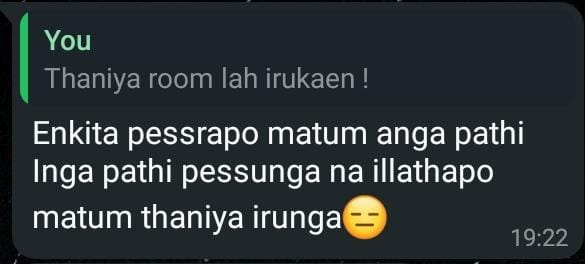 You
Thaniya room lah irukaen !
Enkita pessrapo matum anga pathi
Inga pathi pessunga na illathapo
matum thaniya irunga😑
19:22